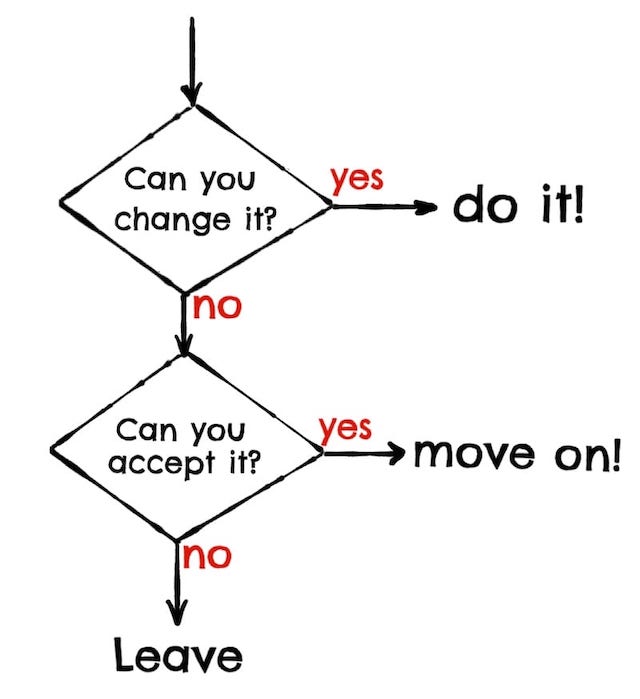 Can you
change it?
yes
do it!
no
Can you
accept it?
yes
move on!
no
Leave